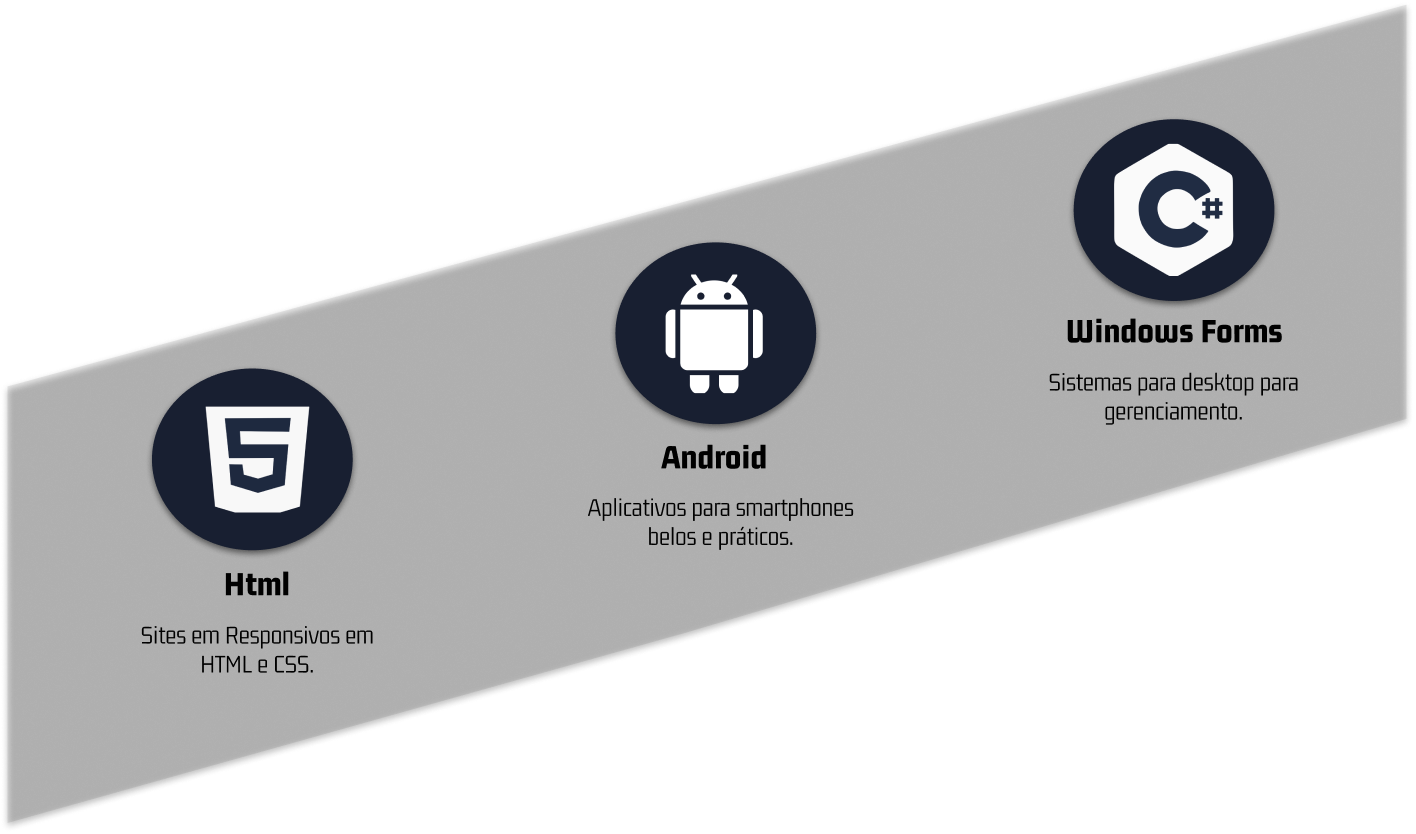 Html
Sites em Responsivos em
HTML e CSS.
Android
Aplicativos para smartphones
belos e práticos.
C#
Windows Forms
Sistemas para desktop para
gerenciamento.